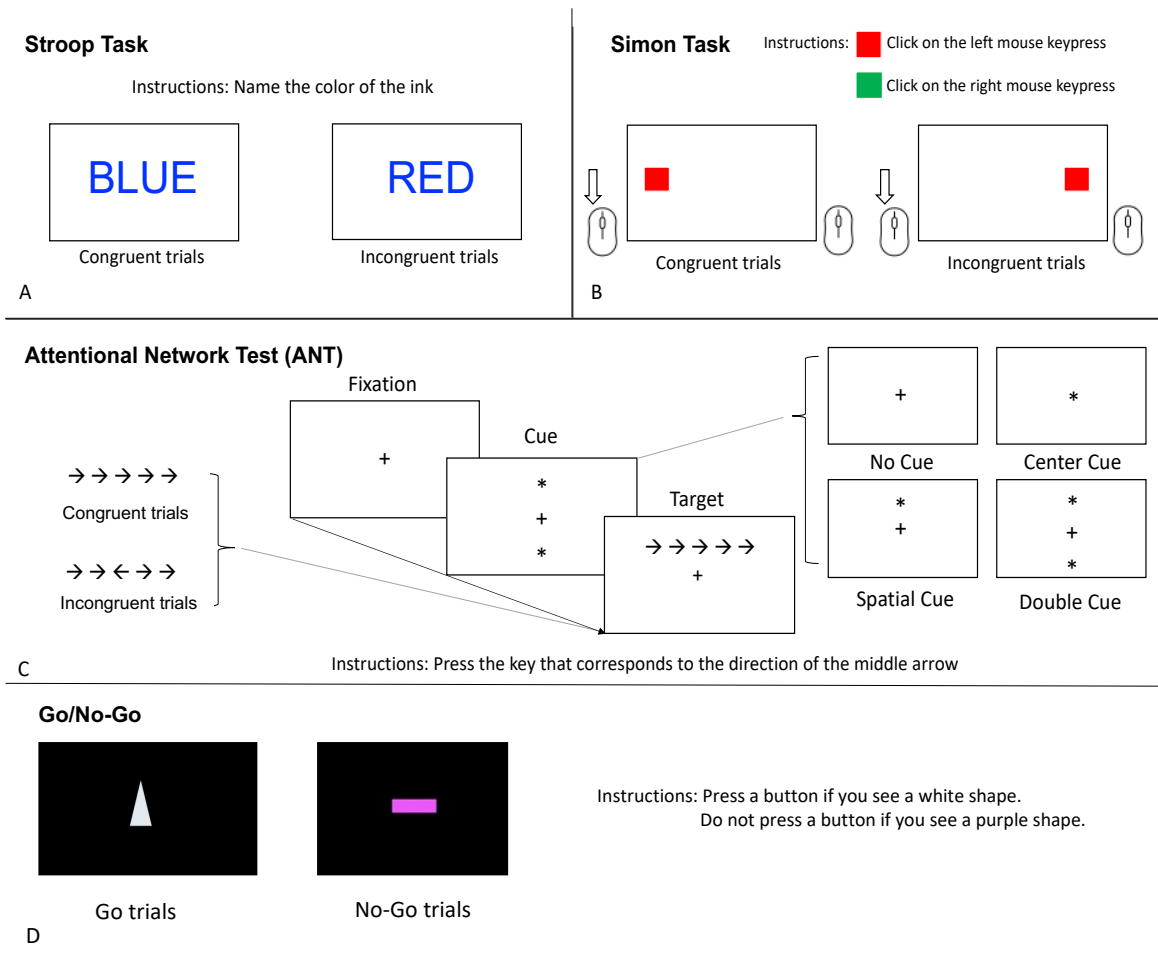 Stroop Task
Instructions: Name the color of the ink
BLUE
RED
Congruent trials
Incongruent trials
A
Simon Task
Instructions:
Click on the left mouse keypress
Click on the right mouse keypress
Congruent trials
Incongruent trials
B
Attentional Network Test (ANT)
Fixation
+
Cue
*
+
*
Target
→ → → → →
+
→ → → → →
Congruent trials
→ → ← → →
Incongruent trials
+
No Cue
*
Center Cue
*
+
Spatial Cue
*
+
*
Double Cue
Instructions: Press the key that corresponds to the direction of the middle arrow
C
Go/No-Go
Go trials
No-Go trials
Instructions: Press a button if you see a white shape.
Do not press a button if you see a purple shape.
D